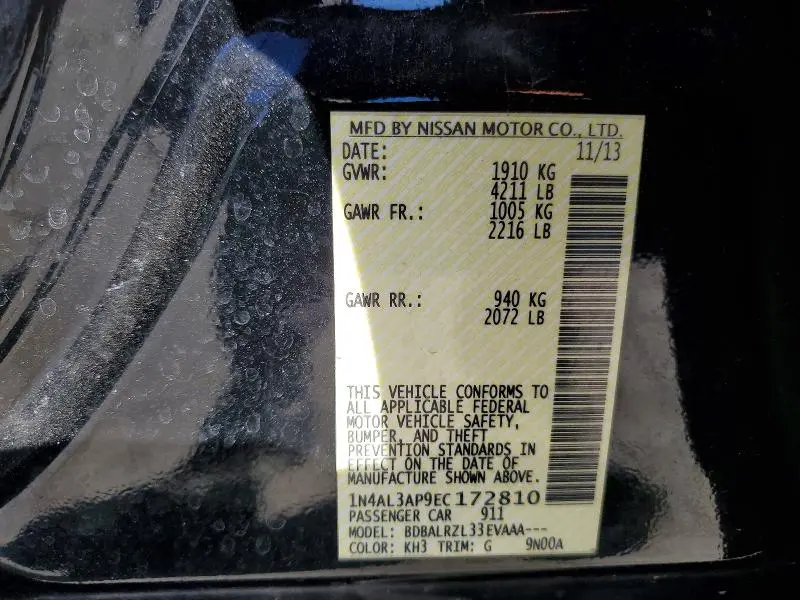 MFD BY NISSAN MOTOR CO., LTD.
DATE: 11/13
GVWR: 1910 KG
4211 LB
GAWR FR.: 1005 KG
2216 LB
GAWR RR.: 940 KG
2072 LB
THIS VEHICLE CONFORMS TO
ALL APPLICABLE FEDERAL
MOTOR VEHICLE SAFETY,
BUMPER, AND THEFT
PREVENTION STANDARDS IN
EFFECT ON THE DATE OF
MANUFACTURE SHOWN ABOVE.
1N4AL3AP9EC172810
PASSENGER CAR 911
MODEL: BDBALRZL33EVAAA---
COLOR: KH3 TRIM: G 9N00A